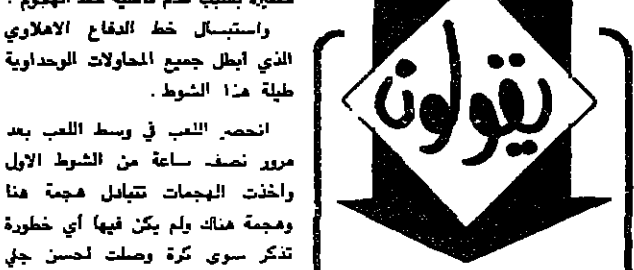 واستبسال خط الدفاع الاهلاوي
الذي أبطل جميع المحاولات الوحداوية
طيلة هذا الشوط .
انحصر اللعب في وسط اللعب بعد
مرور نصف ساعة من الشوط الاول
واخذت الهجمات تتبادل هجمة هنا
وهجمة هناك ولم يكن فيها أي خطورة
تذكر سوى كرة وصلت لحسن جلي
يقولون